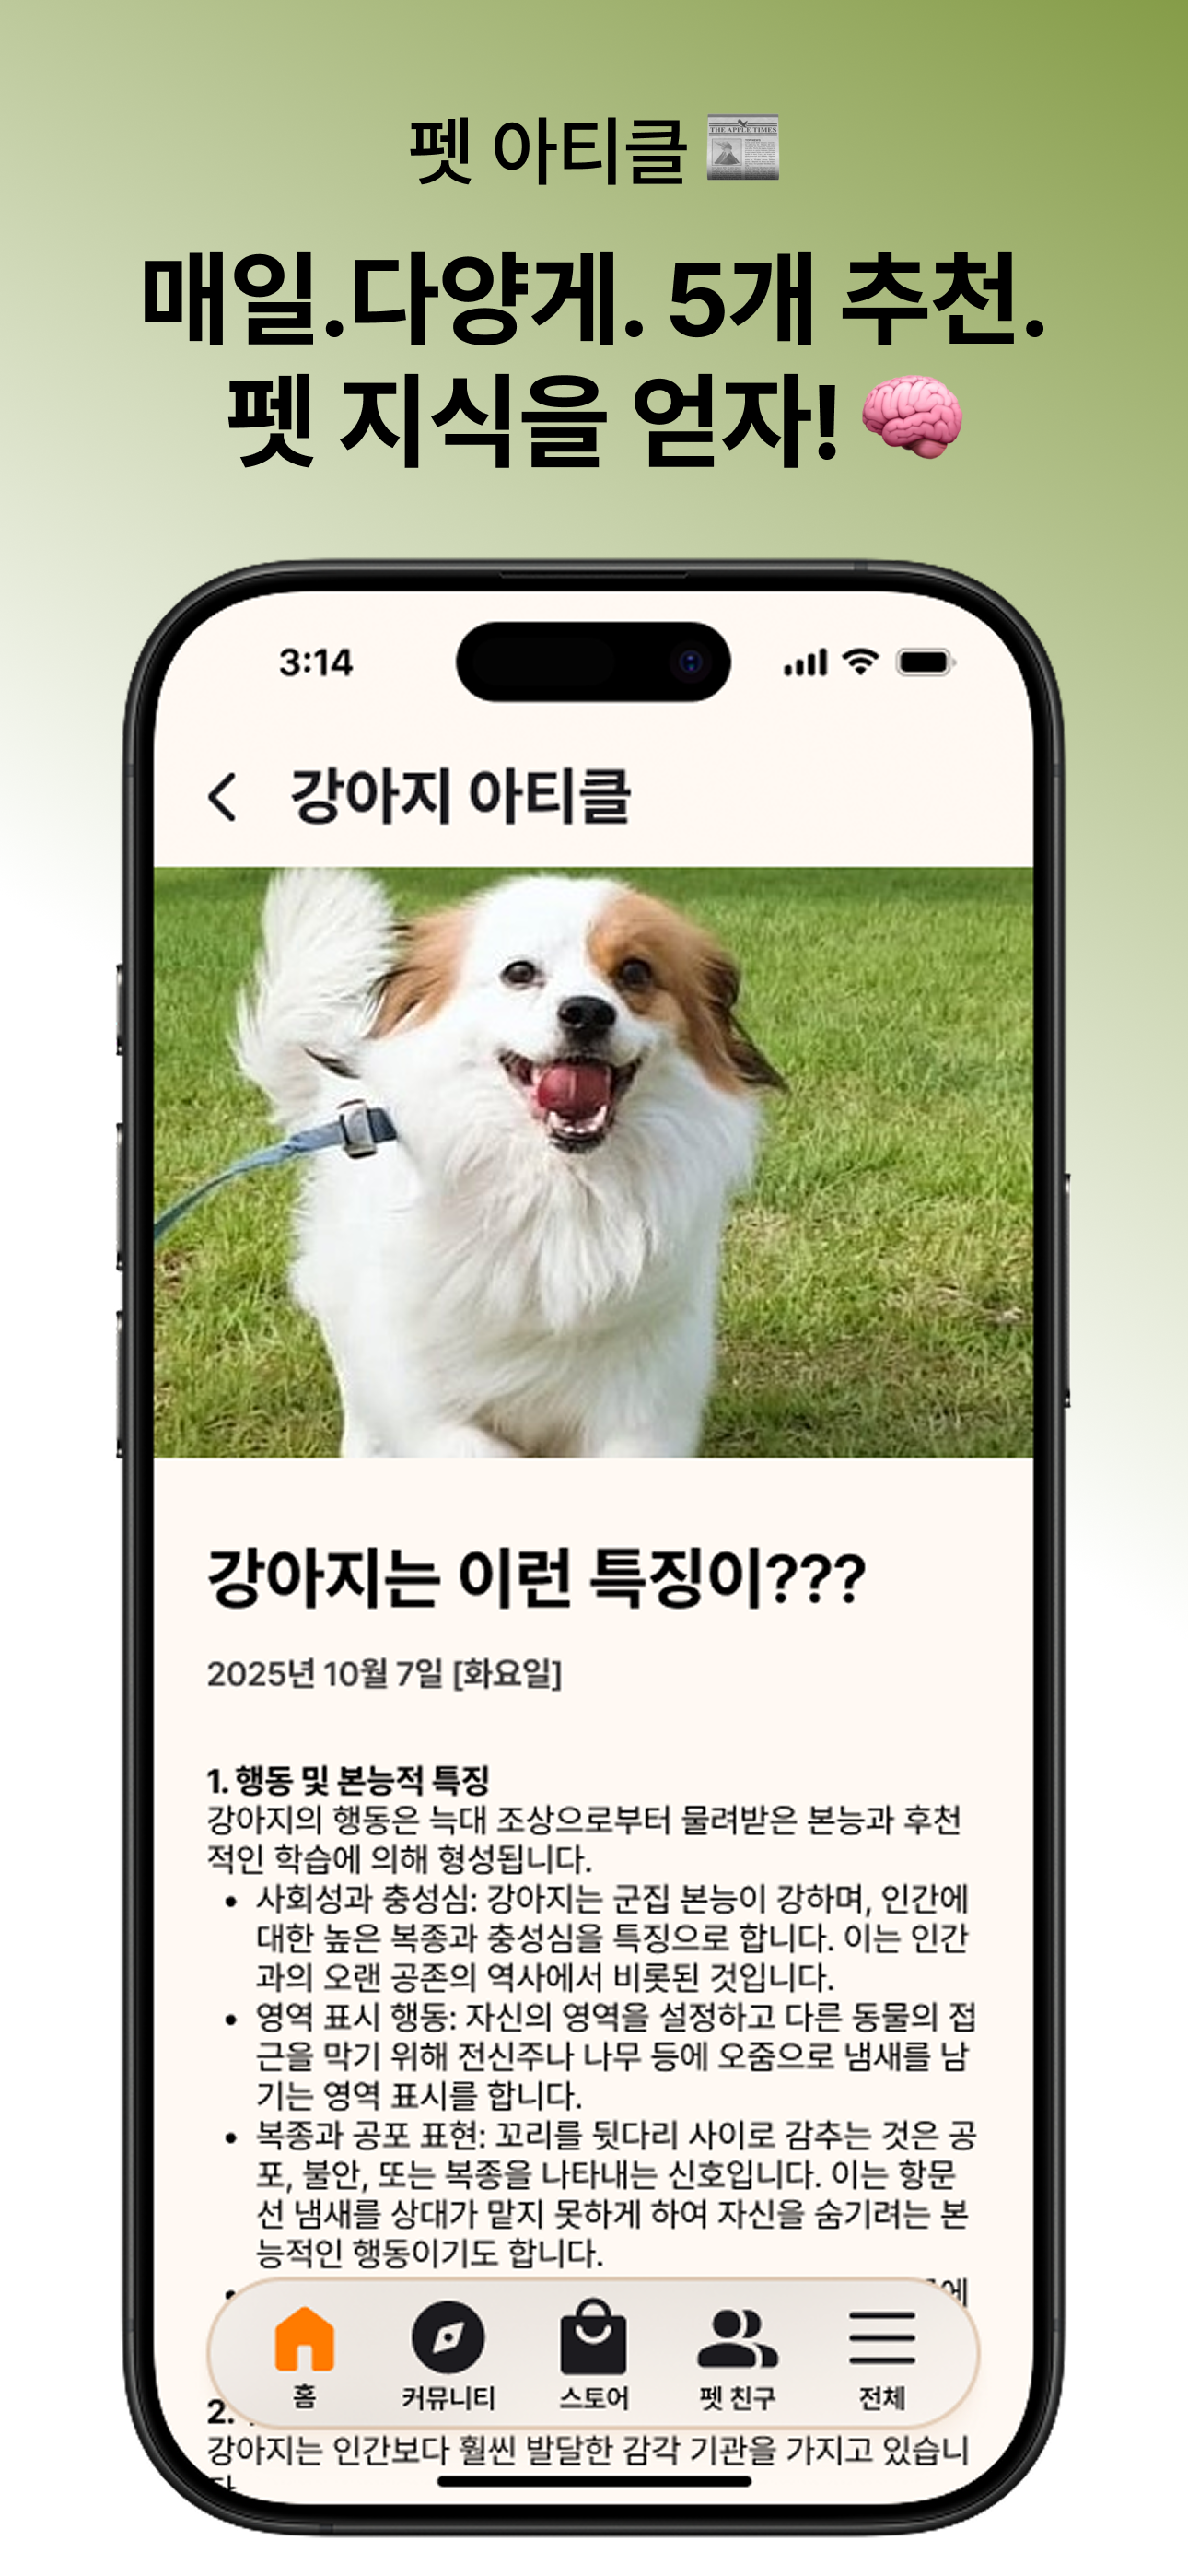 펫 아티클
THE APPLE TIMES
매일.다양게. 5개 추천.
펫 지식을 얻자!
3:14
강아지 아티클
강아지는 이런 특징이???
2025년 10월 7일 [화요일]
1. 행동 및 본능적 특징
강아지의 행동은 늑대 조상으로부터 물려받은 본능과 후천
적인 학습에 의해 형성됩니다.
• 사회성과 충성심: 강아지는 군집 본능이 강하며, 인간에
대한 높은 복종과 충성심을 특징으로 합니다. 이는 인간
과의 오랜 공존의 역사에서 비롯된 것입니다.
• 영역 표시 행동: 자신의 영역을 설정하고 다른 동물의 접
근을 막기 위해 전신주나 나무 등에 오줌으로 냄새를 남
기는 영역 표시를 합니다.
• 복종과 공포 표현: 꼬리를 뒷다리 사이로 감추는 것은 공
포, 불안, 또는 복종을 나타내는 신호입니다. 이는 항문
선 냄새를 상대가 맡지 못하게 하여 자신을 숨기려는 본
능적인 행동이기도 합니다.
홈 커뮤니티 스토어 펫 친구 전체
2.
강아지는 인간보다 훨씬 발달한 감각 기관을 가지고 있습니